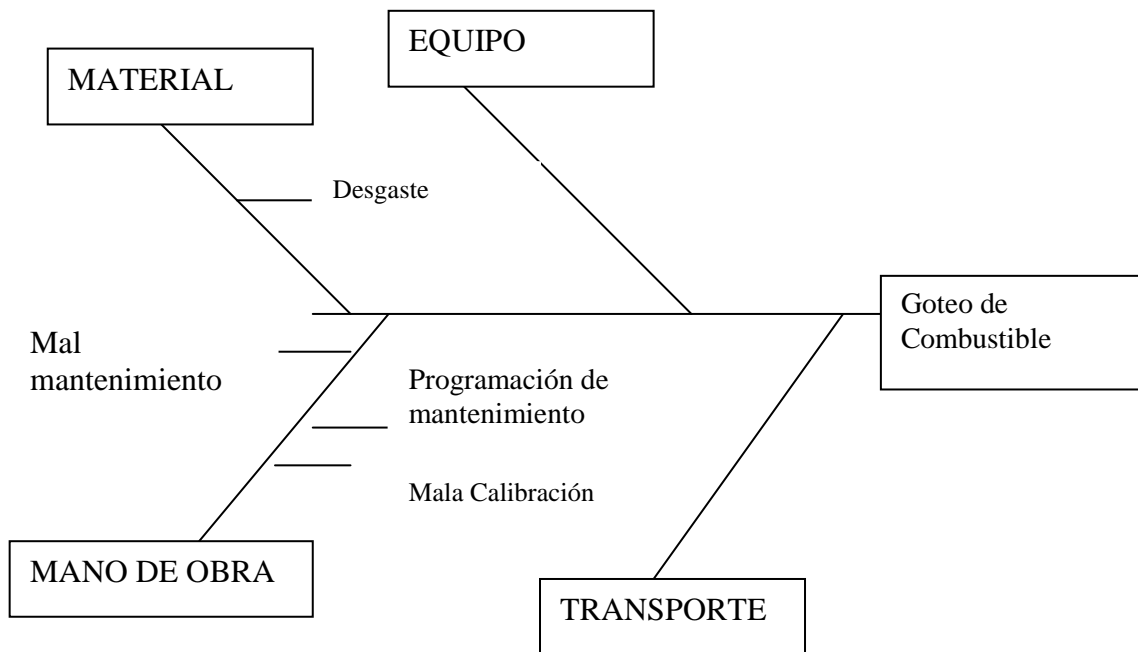 EQUIPO
MATERIAL
Desgaste
Goteo de
Combustible
Mal
mantenimiento
Programación de
mantenimiento
Mala Calibración
MANO DE OBRA
TRANSPORTE